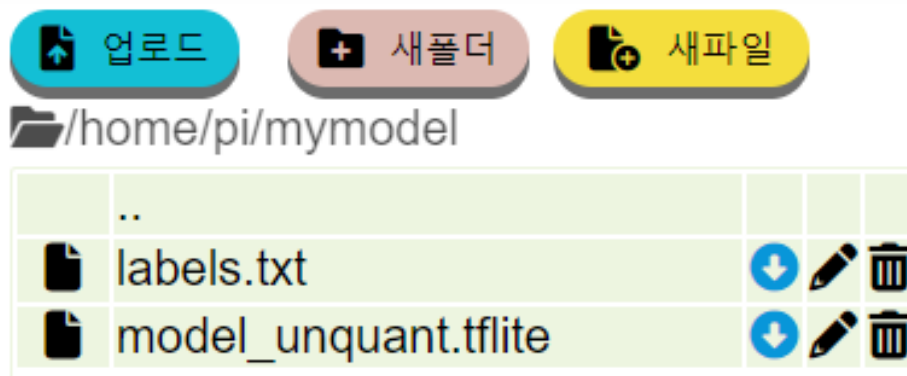 업로드 새폴더 새파일
/home/pi/mymodel
..
labels.txt
model_unquant.tflite